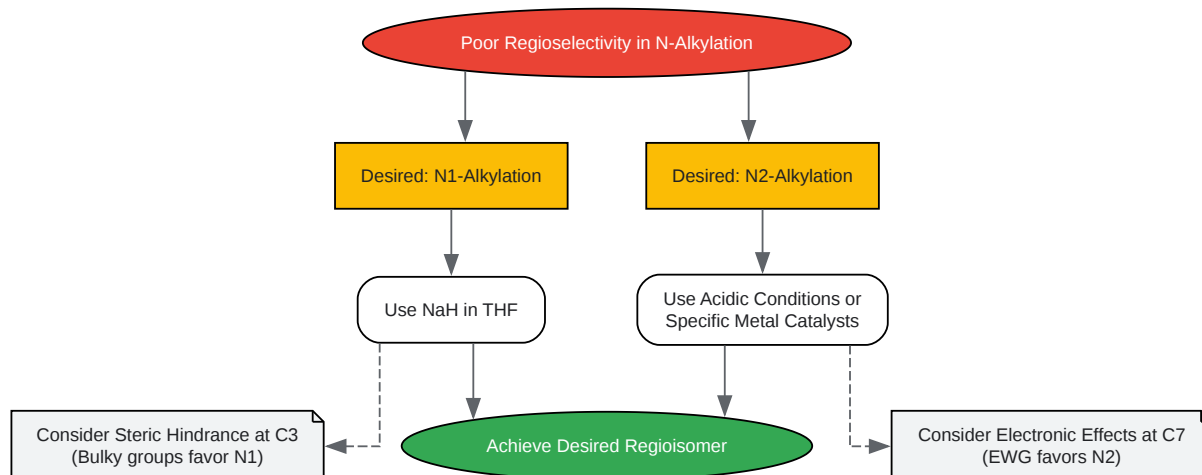 Poor Regioselectivity in N-Alkylation
Desired: N1-Alkylation
Desired: N2-Alkylation
Use NaH in THF
Use Acidic Conditions or
Specific Metal Catalysts
Consider Steric Hindrance at C3
(Bulky groups favor N1)
Achieve Desired Regioisomer
Consider Electronic Effects at C7
(EWG favors N2)